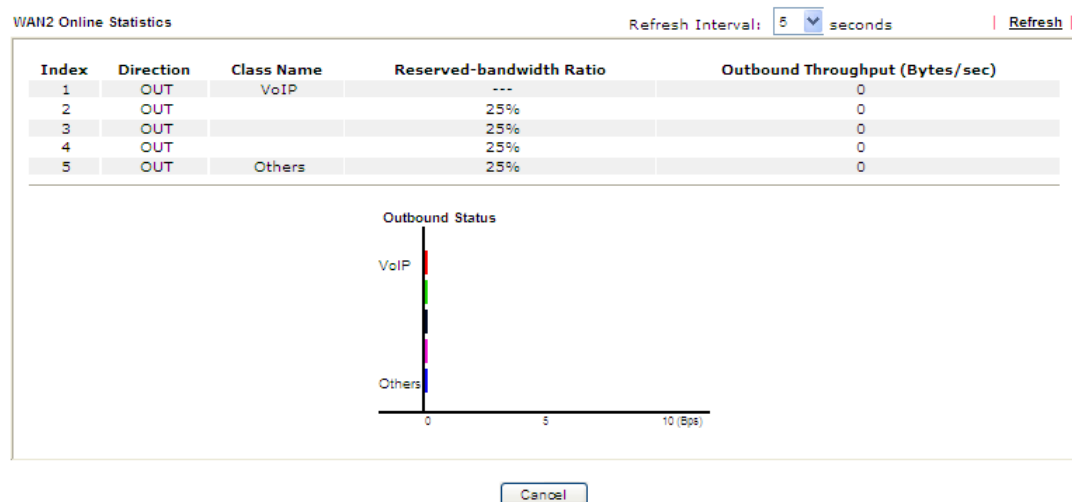 WAN2 Online Statistics Refresh Interval: 5 seconds | Refresh |
Index Direction Class Name Reserved-bandwidth Ratio Outbound Throughput (Bytes/sec)
1 OUT VoIP --- 0
2 OUT 25% 0
3 OUT 25% 0
4 OUT 25% 0
5 OUT Others 25% 0
Outbound Status
VoIP
Others
0 5 10 (Bps)
Cancel